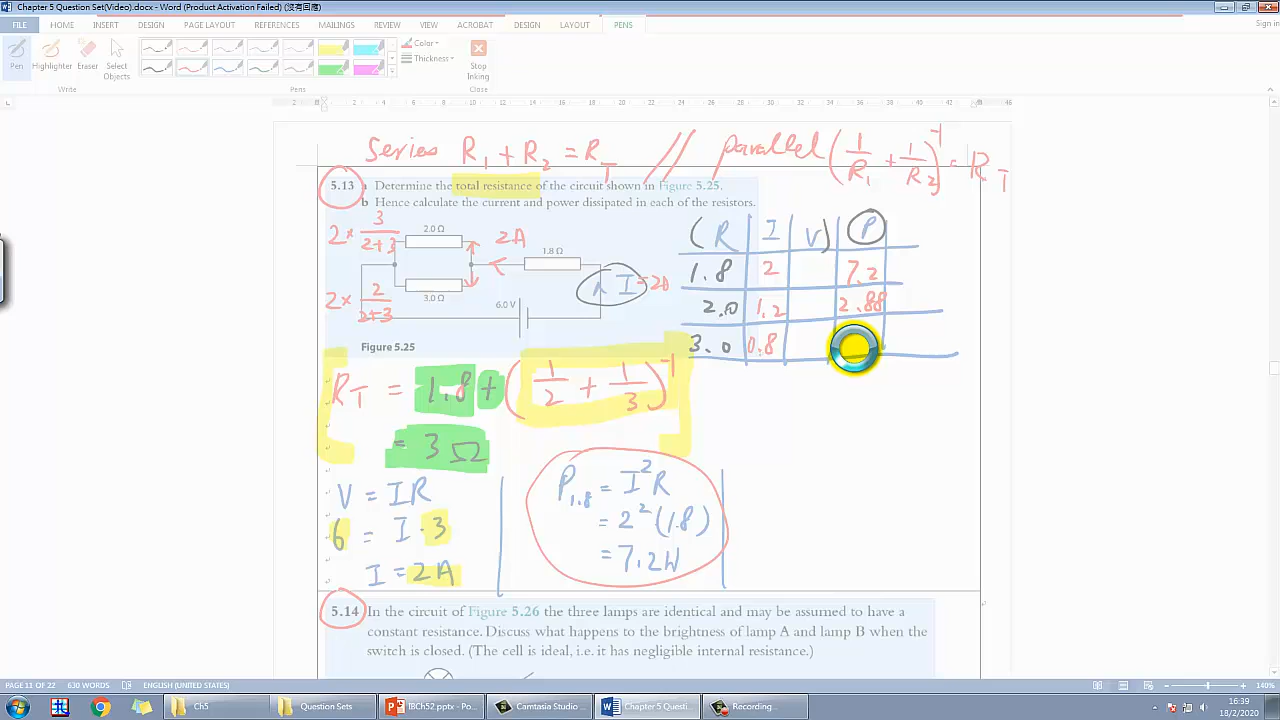 Chapter 5 Question Set(Video).docx - Word (Product Activation Failed) (沒有回應)
Sign in
FILE HOME INSERT DESIGN PAGE LAYOUT REFERENCES MAILINGS REVIEW VIEW ACROBAT DESIGN LAYOUT PENS
Pen Highlighter Eraser Select Objects
Color
Thickness
Stop Inking
Write Pens Close
Series R1 + R2 = RT // parallel (1/R1 + 1/R2)^-1 = RT
5.13 a Determine the total resistance of the circuit shown in Figure 5.25.
b Hence calculate the current and power dissipated in each of the resistors.
2 × 3/(2+3)
2.0 Ω
2A
1.8 Ω
I = 2A
2 × 2/(2+3)
3.0 Ω
6.0 V
Figure 5.25
(R I V) P
1.8 2 7.2
2.0 1.2 2.88
3.0 0.8
RT = 1.8 + (1/2 + 1/3)^-1
= 3 Ω
V = IR
6 = I · 3
I = 2A
P1.8 = I²R
= 2² (1.8)
= 7.2W
5.14 In the circuit of Figure 5.26 the three lamps are identical and may be assumed to have a
constant resistance. Discuss what happens to the brightness of lamp A and lamp B when the
switch is closed. (The cell is ideal, i.e. it has negligible internal resistance.)
PAGE 11 OF 22 630 WORDS ENGLISH (UNITED STATES) 140%
Ch5 Question Sets IBCh52.pptx - Po... Camtasia Studio ... Chapter 5 Questi... Recording...
16:39
18/2/2020